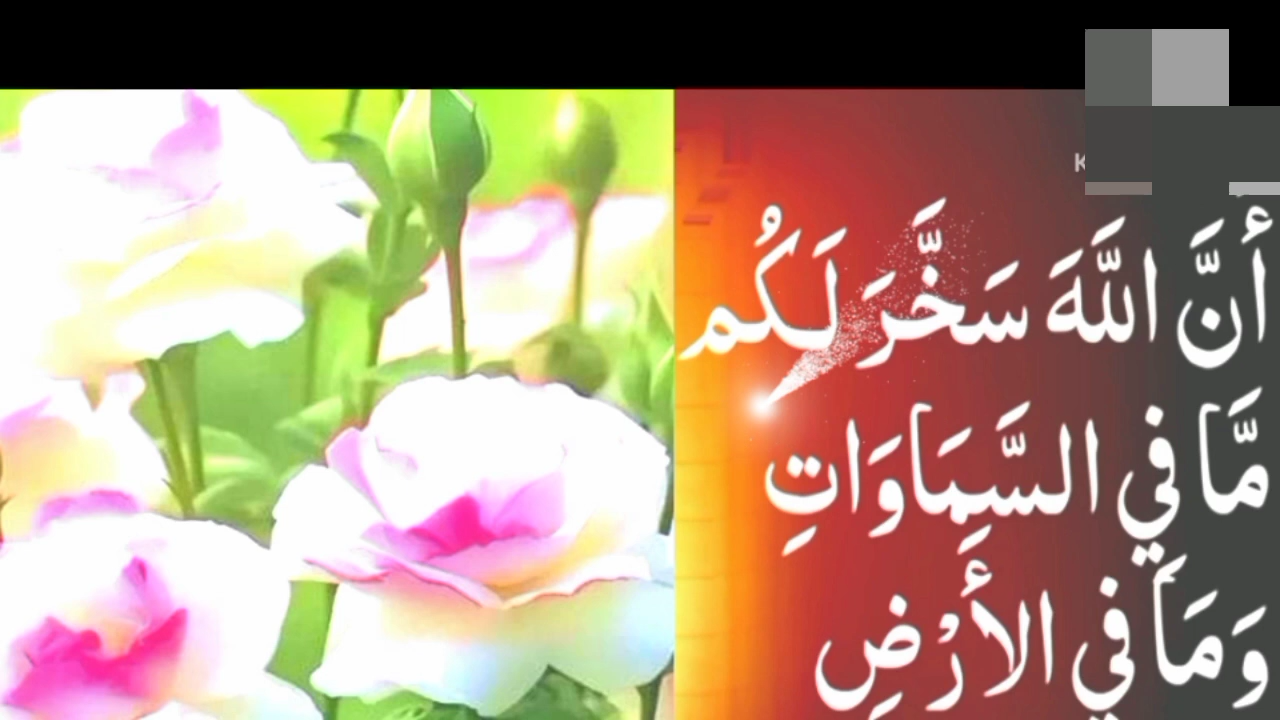 أَنَّ اللَّهَ سَخَّرَ لَكُم
مَّا فِي السَّمَاوَاتِ
وَمَا فِي الأَرْضِ